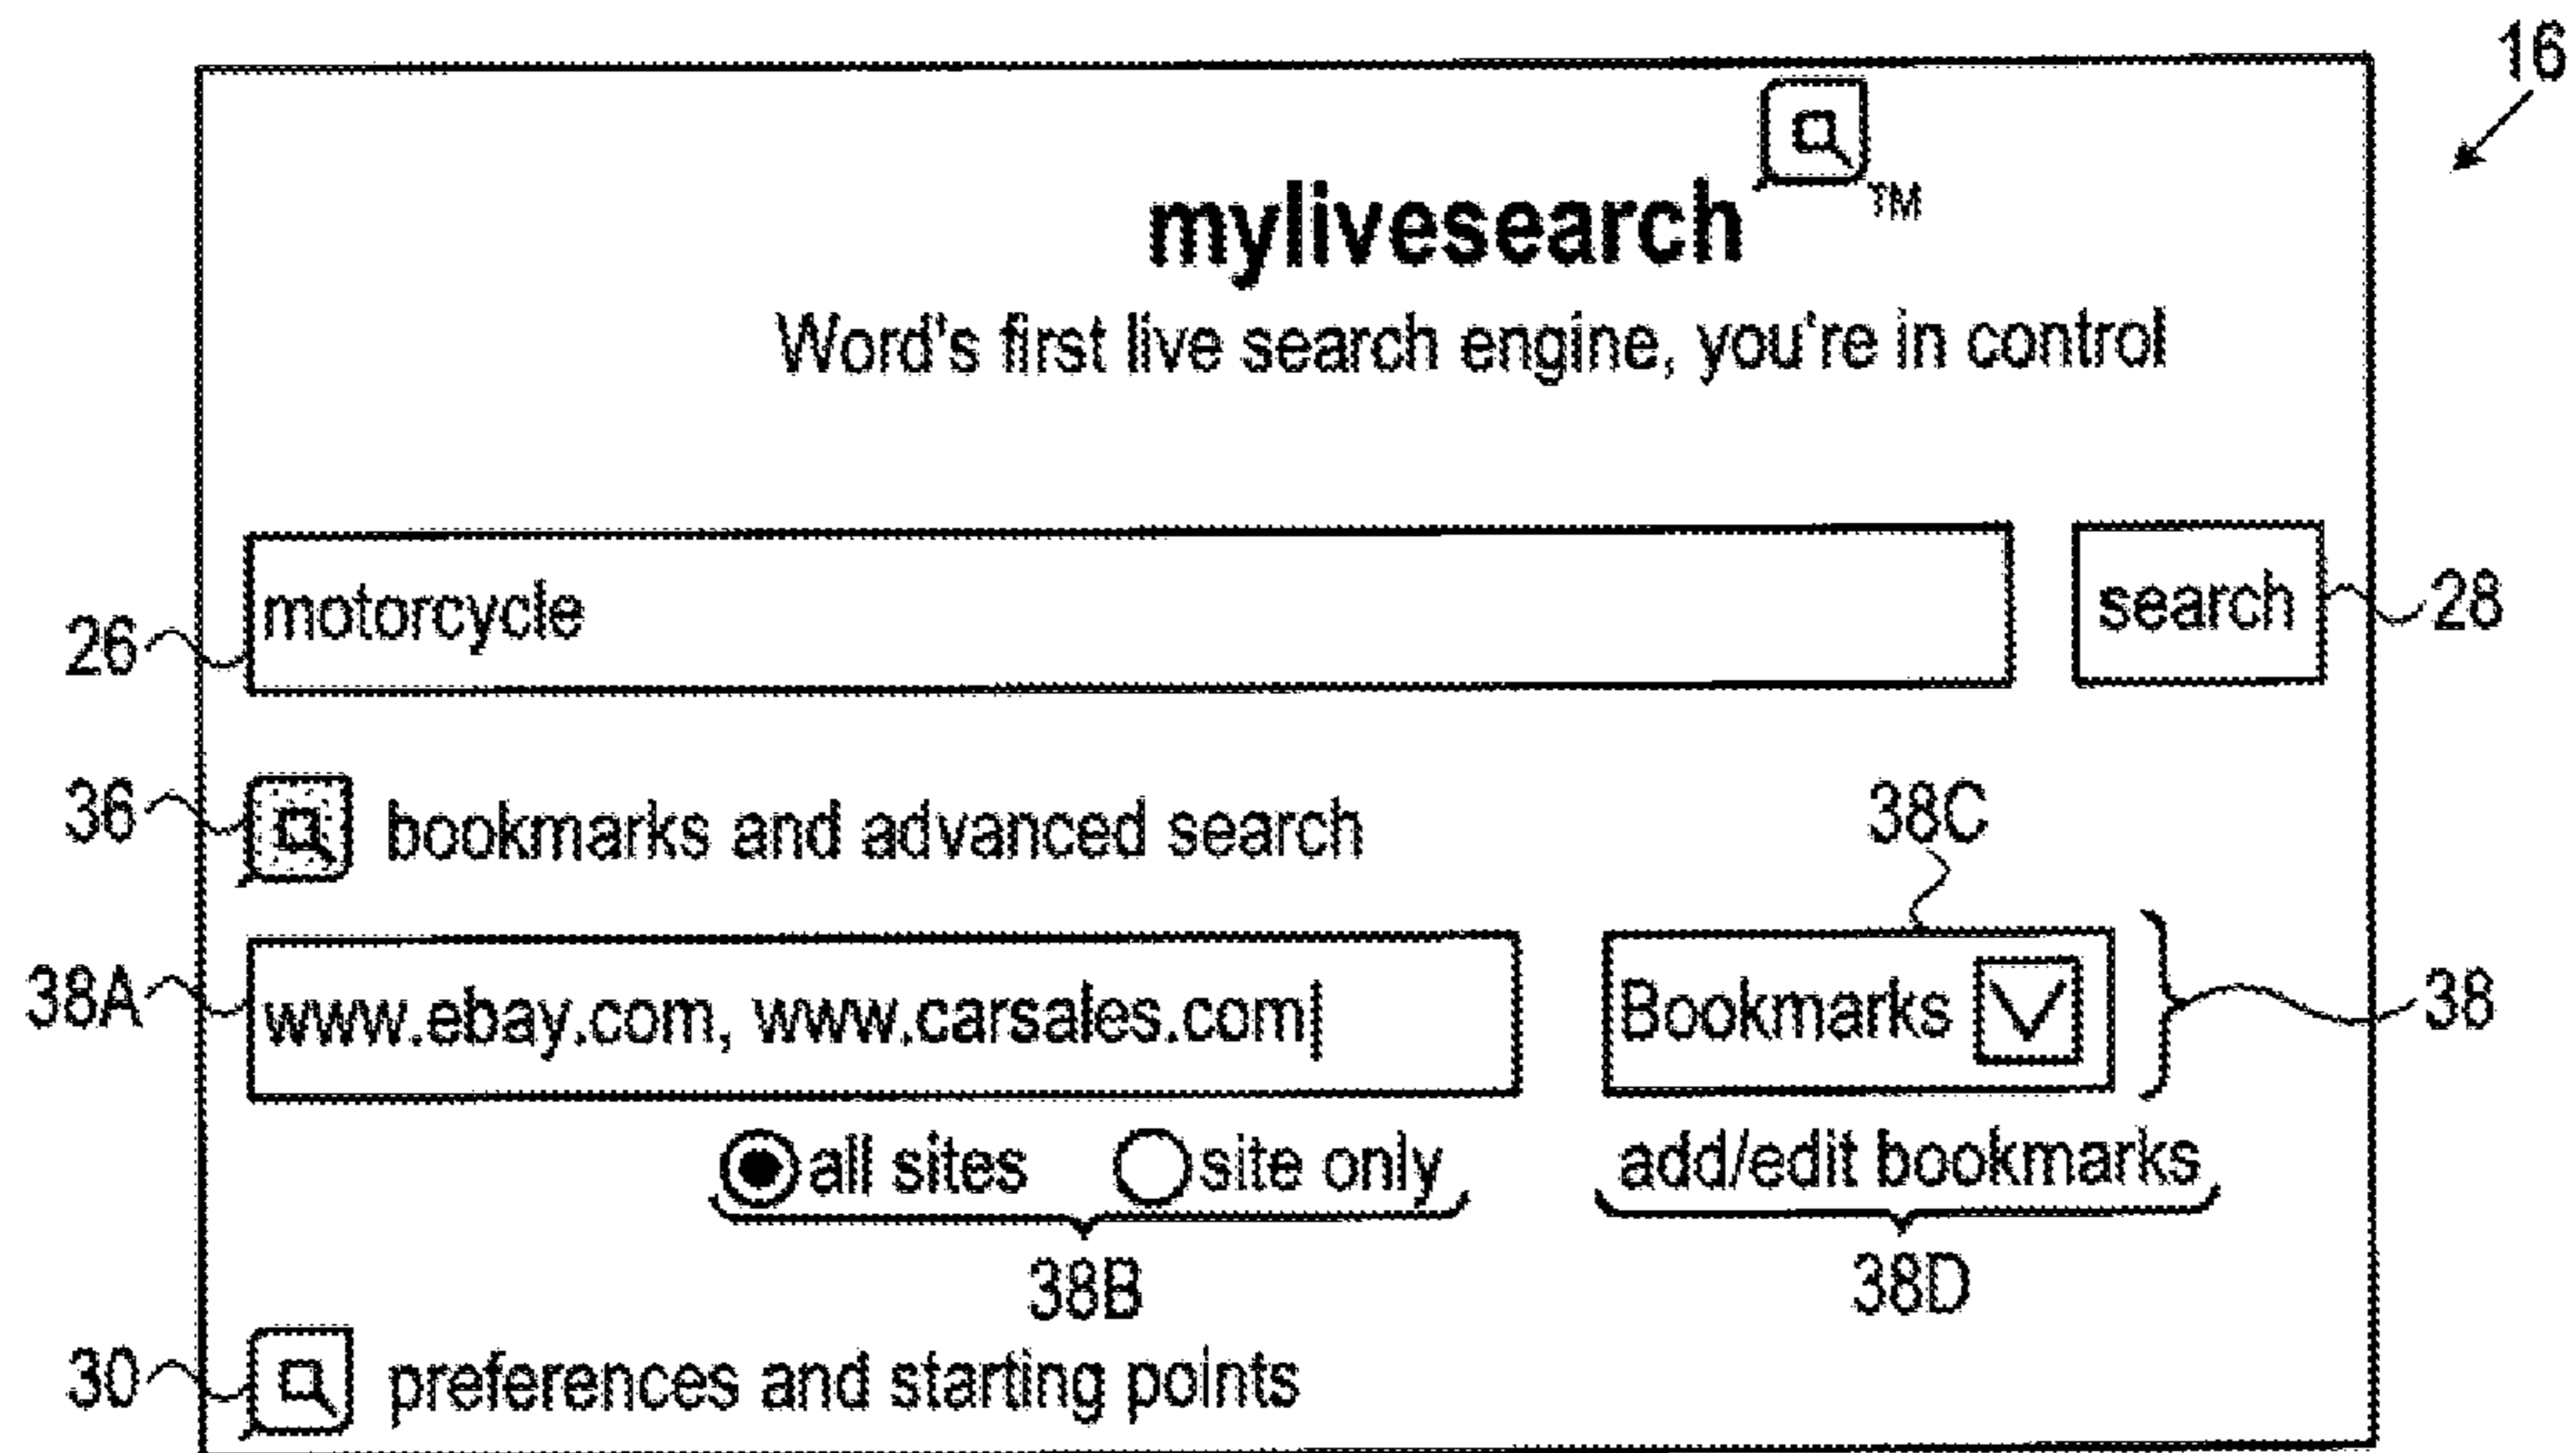 16
mylivesearch TM
Word's first live search engine, you're in control
26 motorcycle search 28
36 bookmarks and advanced search 38C
38A www.ebay.com, www.carsales.com Bookmarks 38
all sites site only add/edit bookmarks
38B 38D
30 preferences and starting points